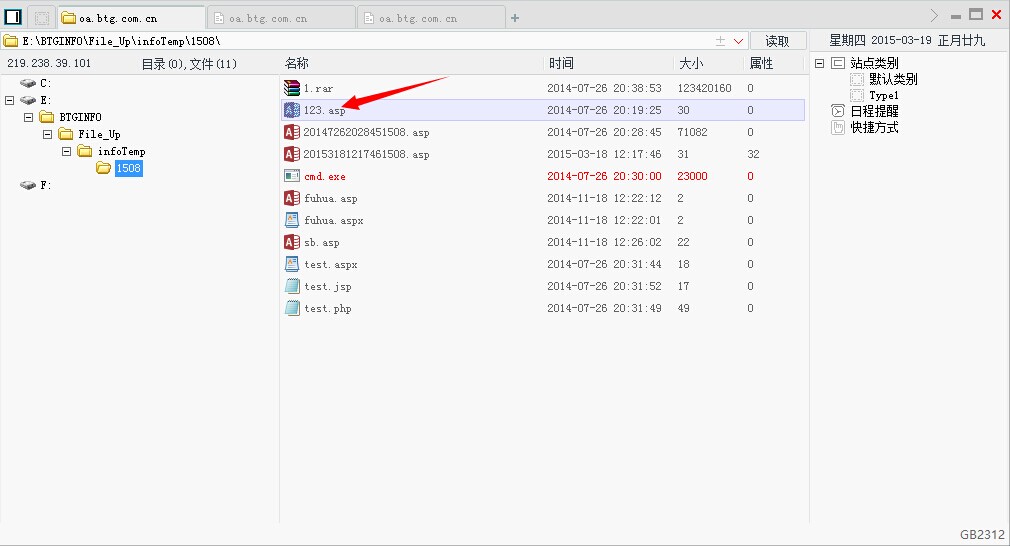 oa.btg.com.cn oa.btg.com.cn oa.btg.com.cn
E:\BTGINFO\File_Up\infoTemp\1508\ 读取 星期四 2015-03-19 正月廿九
219.238.39.101 目录(0),文件(11) 名称 时间 大小 属性
C:
E:
BTGINFO
File_Up
infoTemp
1508
F:
1.rar 2014-07-26 20:38:53 123420160 0
123.asp 2014-07-26 20:19:25 30 0
201472620284515​08.asp 2014-07-26 20:28:45 71082 0
20153181217461508.asp 2015-03-18 12:17:46 31 32
cmd.exe 2014-07-26 20:30:00 23000 0
fuhua.asp 2014-11-18 12:22:12 2 0
fuhua.aspx 2014-11-18 12:22:01 2 0
sb.asp 2014-11-18 12:26:02 22 0
test.aspx 2014-07-26 20:31:44 18 0
test.jsp 2014-07-26 20:31:52 17 0
test.php 2014-07-26 20:31:49 49 0
站点类别
默认类别
Type1
日程提醒
快捷方式
GB2312